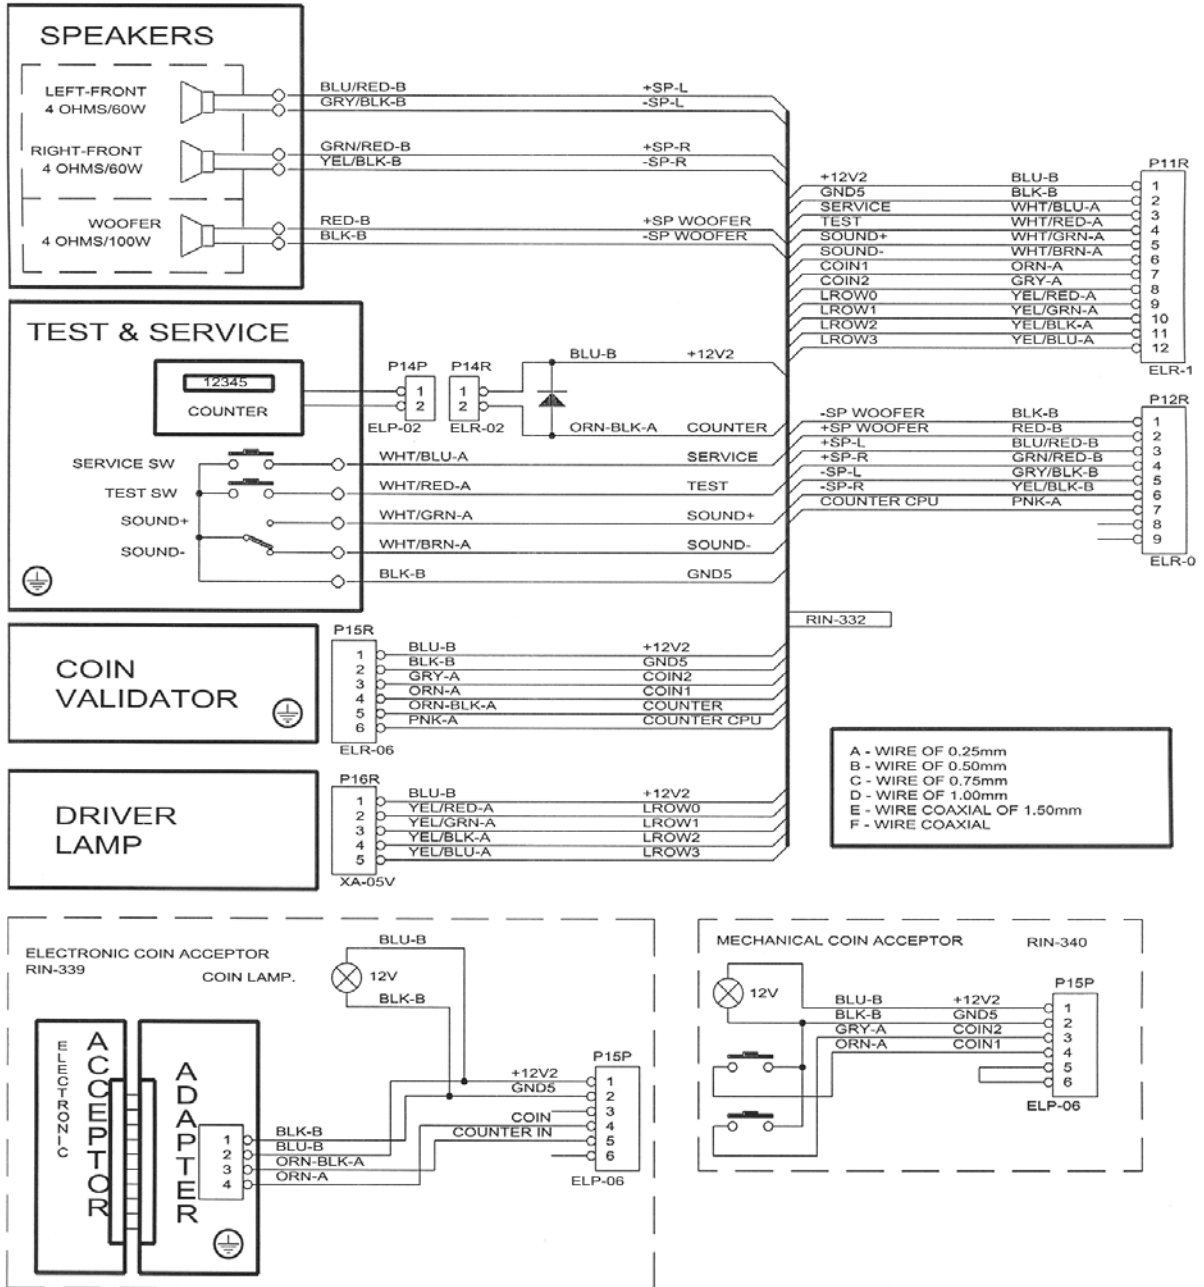 SPEAKERS
LEFT-FRONT
4 OHMS/60W
BLU/RED-B +SP-L
GRY/BLK-B -SP-L
RIGHT-FRONT
4 OHMS/60W
GRN/RED-B +SP-R
YEL/BLK-B -SP-R
WOOFER
4 OHMS/100W
RED-B +SP WOOFER
BLK-B -SP WOOFER
P11R
+12V2 BLU-B 1
GND5 BLK-B 2
SERVICE WHT/BLU-A 3
TEST WHT/RED-A 4
SOUND+ WHT/GRN-A 5
SOUND- WHT/BRN-A 6
COIN1 ORN-A 7
COIN2 GRY-A 8
LROW0 YEL/RED-A 9
LROW1 YEL/GRN-A 10
LROW2 YEL/BLK-A 11
LROW3 YEL/BLU-A 12
ELR-1
TEST & SERVICE
12345
COUNTER
P14P
1
2
ELP-02
P14R
1
2
ELR-02
BLU-B +12V2
ORN-BLK-A COUNTER
SERVICE SW WHT/BLU-A SERVICE
TEST SW WHT/RED-A TEST
SOUND+ WHT/GRN-A SOUND+
SOUND- WHT/BRN-A SOUND-
BLK-B GND5
P12R
-SP WOOFER BLK-B 1
+SP WOOFER RED-B 2
+SP-L BLU/RED-B 3
+SP-R GRN/RED-B 4
-SP-L GRY/BLK-B 5
-SP-R YEL/BLK-B 6
COUNTER CPU PNK-A 7
8
9
ELR-0
RIN-332
COIN
VALIDATOR
P15R
1 BLU-B +12V2
2 BLK-B GND5
3 GRY-A COIN2
4 ORN-A COIN1
5 ORN-BLK-A COUNTER
6 PNK-A COUNTER CPU
ELR-06
A - WIRE OF 0.25mm
B - WIRE OF 0.50mm
C - WIRE OF 0.75mm
D - WIRE OF 1.00mm
E - WIRE COAXIAL OF 1.50mm
F - WIRE COAXIAL
DRIVER
LAMP
P16R
1 BLU-B +12V2
2 YEL/RED-A LROW0
3 YEL/GRN-A LROW1
4 YEL/BLK-A LROW2
5 YEL/BLU-A LROW3
XA-05V
ELECTRONIC COIN ACCEPTOR
RIN-339
COIN LAMP.
12V
BLU-B
BLK-B
ELECTRONIC
ACCEPTOR
ADAPTER
1 BLK-B
2 BLU-B
3 ORN-BLK-A
4 ORN-A
P15P
+12V2 1
GND5 2
3
COIN 4
COUNTER IN 5
6
ELP-06
MECHANICAL COIN ACCEPTOR RIN-340
12V
P15P
BLU-B +12V2 1
BLK-B GND5 2
GRY-A COIN2 3
ORN-A COIN1 4
5
6
ELP-06